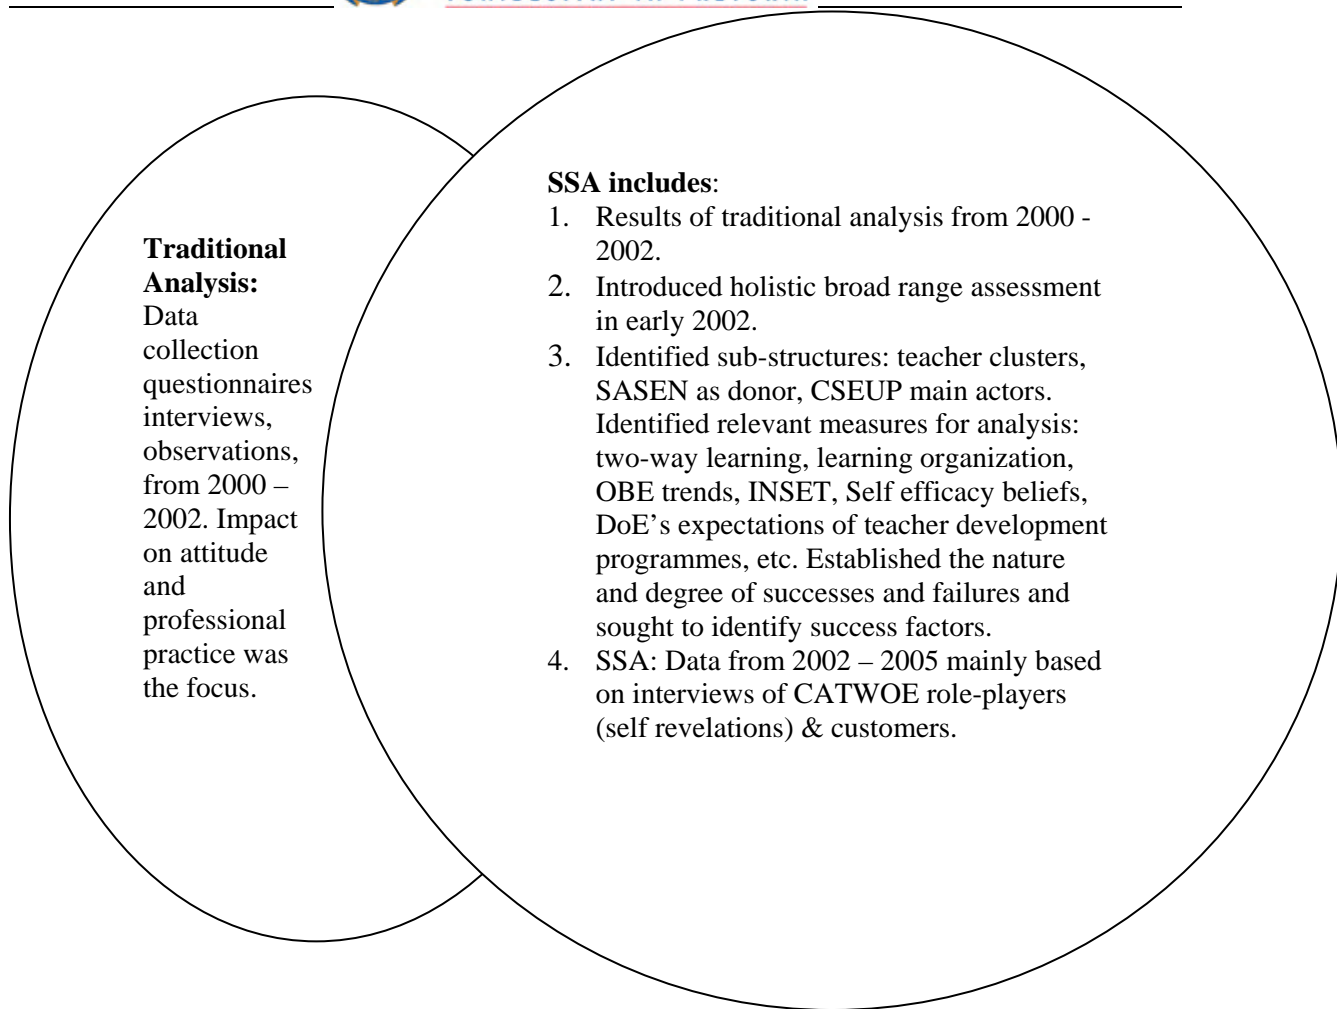 Traditional
Analysis:
Data
collection
questionnaires
interviews,
observations,
from 2000 –
2002. Impact
on attitude
and
professional
practice was
the focus.
SSA includes:
1. Results of traditional analysis from 2000 -
2002.
2. Introduced holistic broad range assessment
in early 2002.
3. Identified sub-structures: teacher clusters,
SASEN as donor, CSEUP main actors.
Identified relevant measures for analysis:
two-way learning, learning organization,
OBE trends, INSET, Self efficacy beliefs,
DoE’s expectations of teacher development
programmes, etc. Established the nature
and degree of successes and failures and
sought to identify success factors.
4. SSA: Data from 2002 – 2005 mainly based
on interviews of CATWOE role-players
(self revelations) & customers.